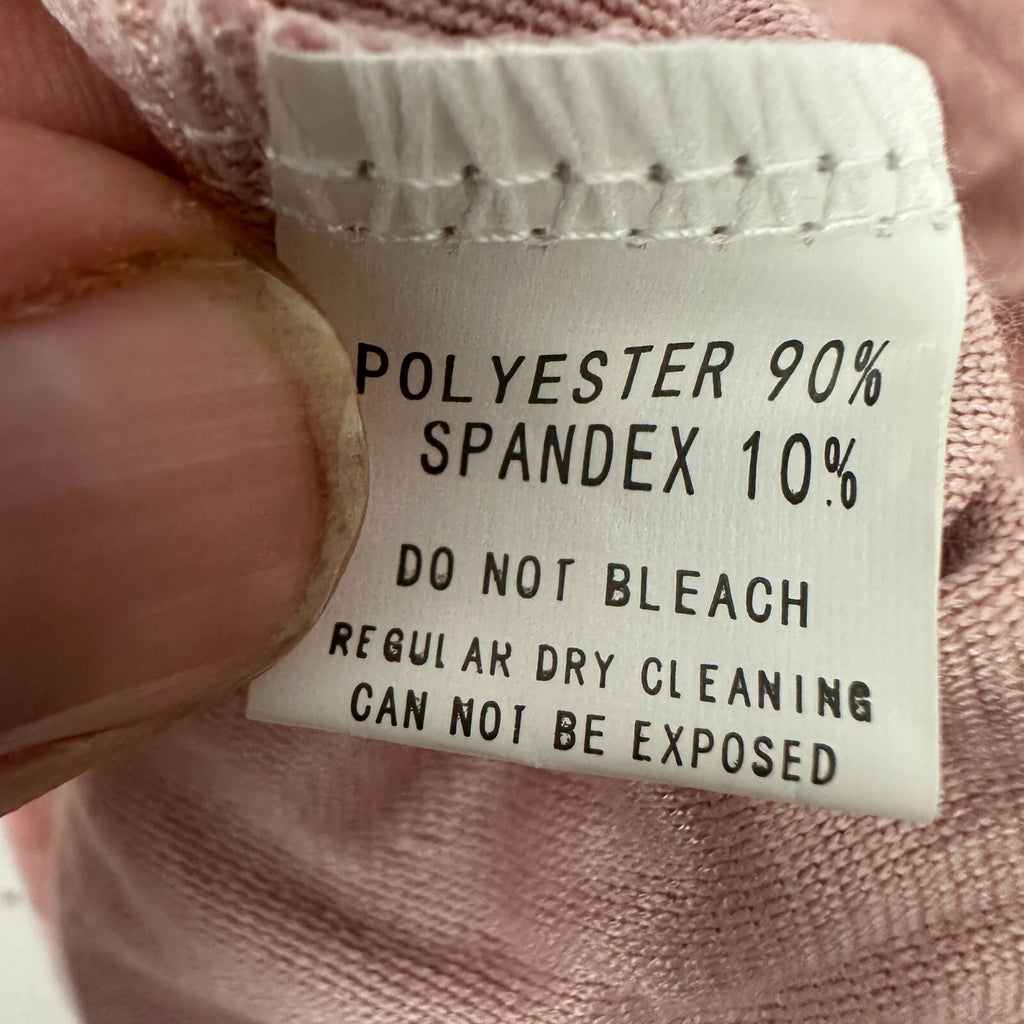 POLYESTER 90%
SPANDEX 10%
DO NOT BLEACH
REGULAR DRY CLEANING
CAN NOT BE EXPOSED